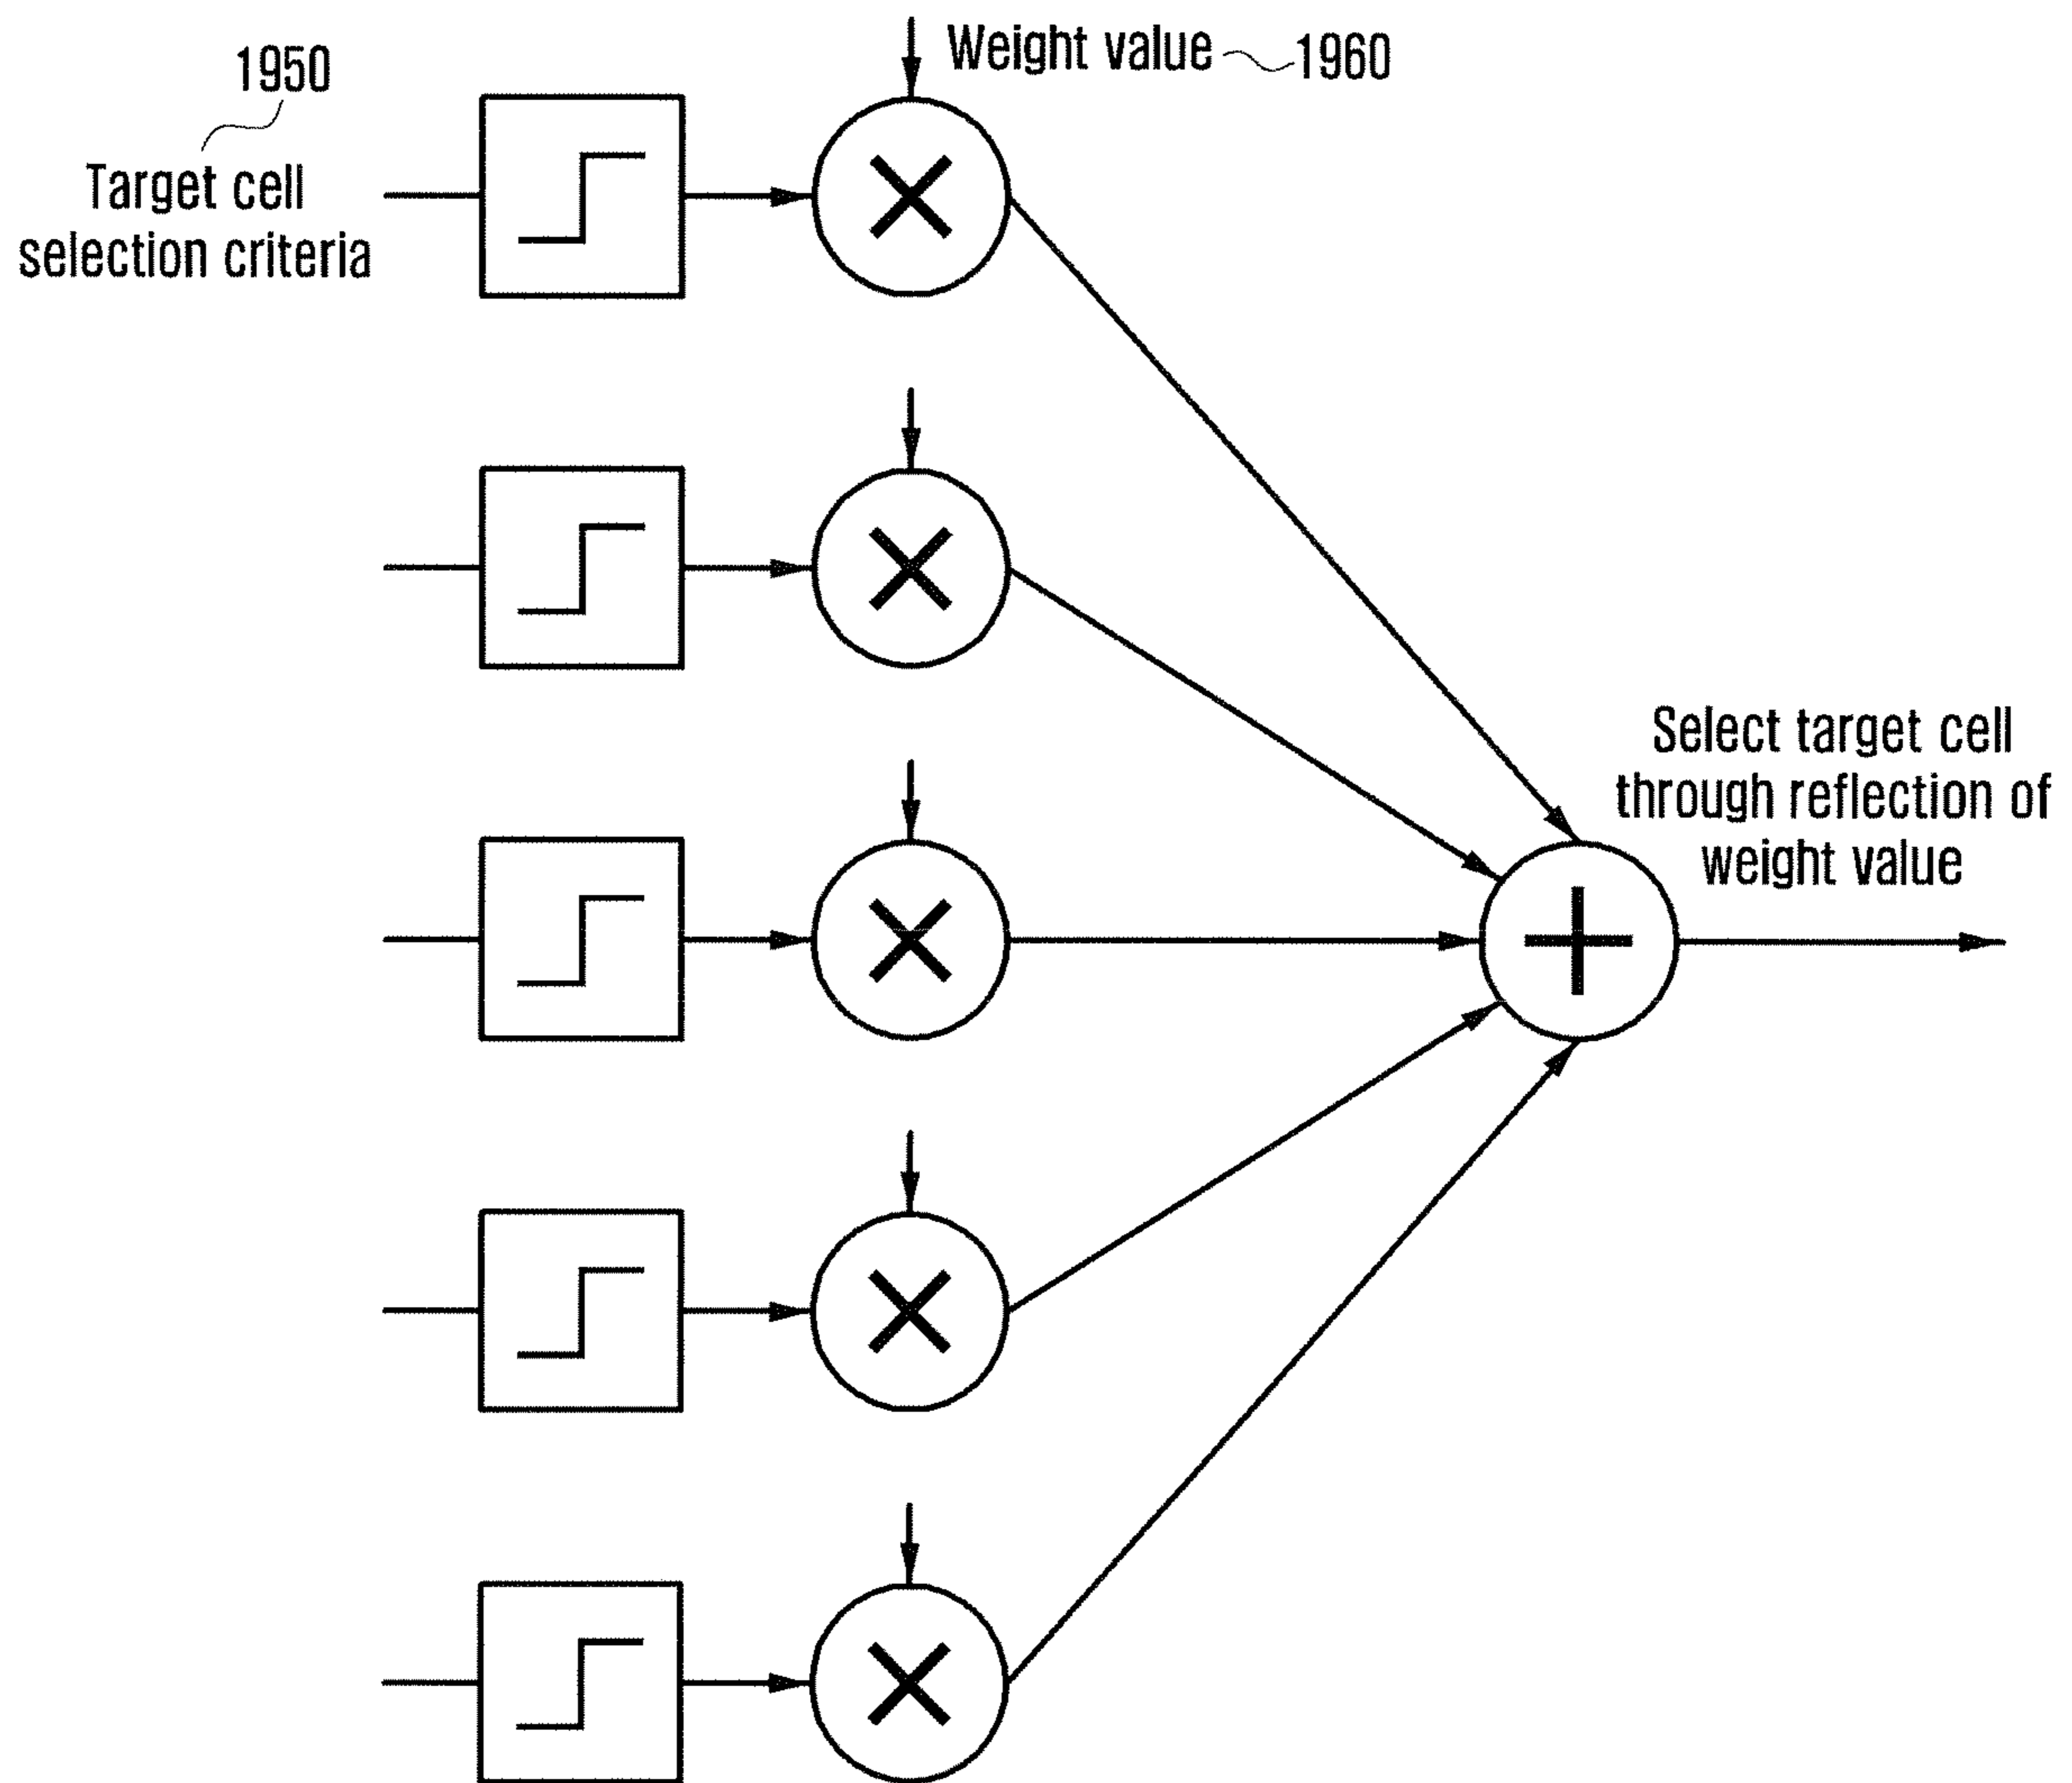 1950
Target cell
selection criteria
Weight value 1960
Select target cell
through reflection of
weight value